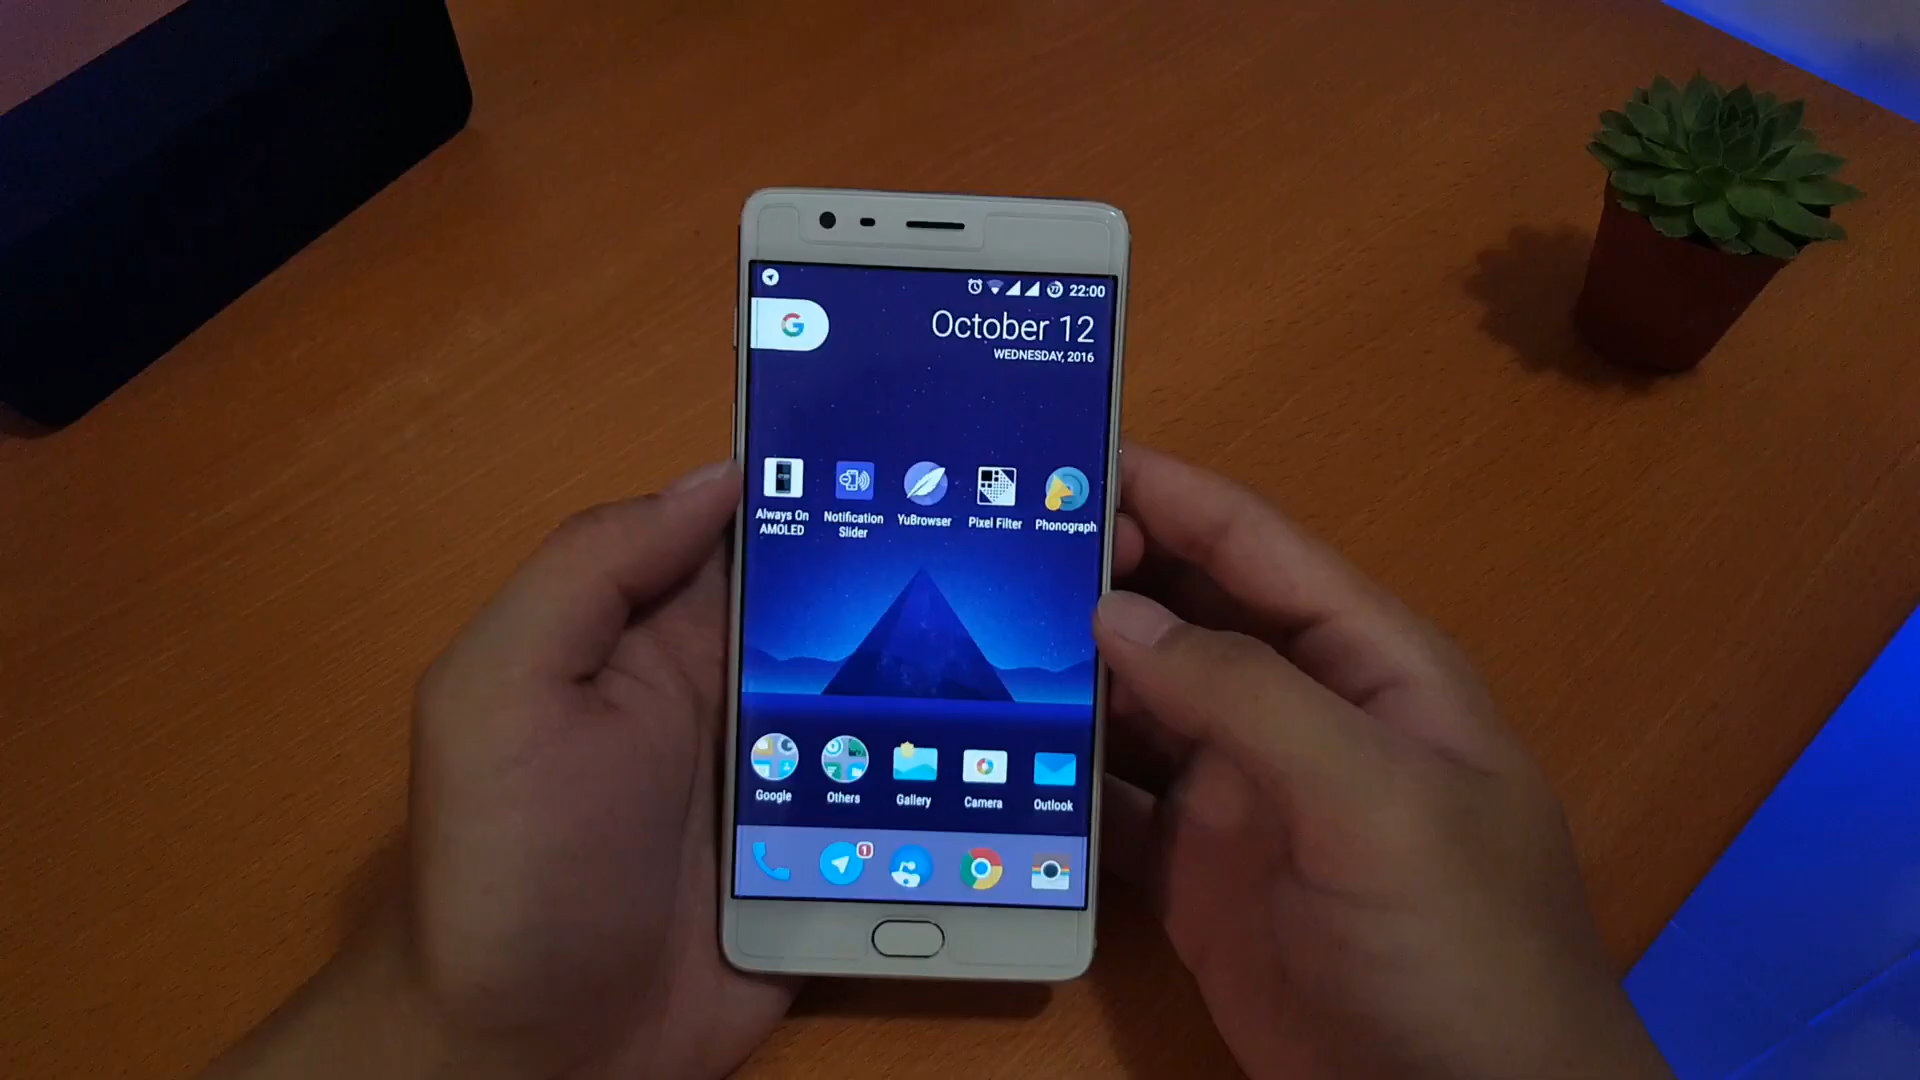 77 22:00
G
October 12
WEDNESDAY, 2016
Always On
AMOLED
Notification
Slider
YuBrowser
Pixel Filter
Phonograph
Google
Others
Gallery
Camera
Outlook
1